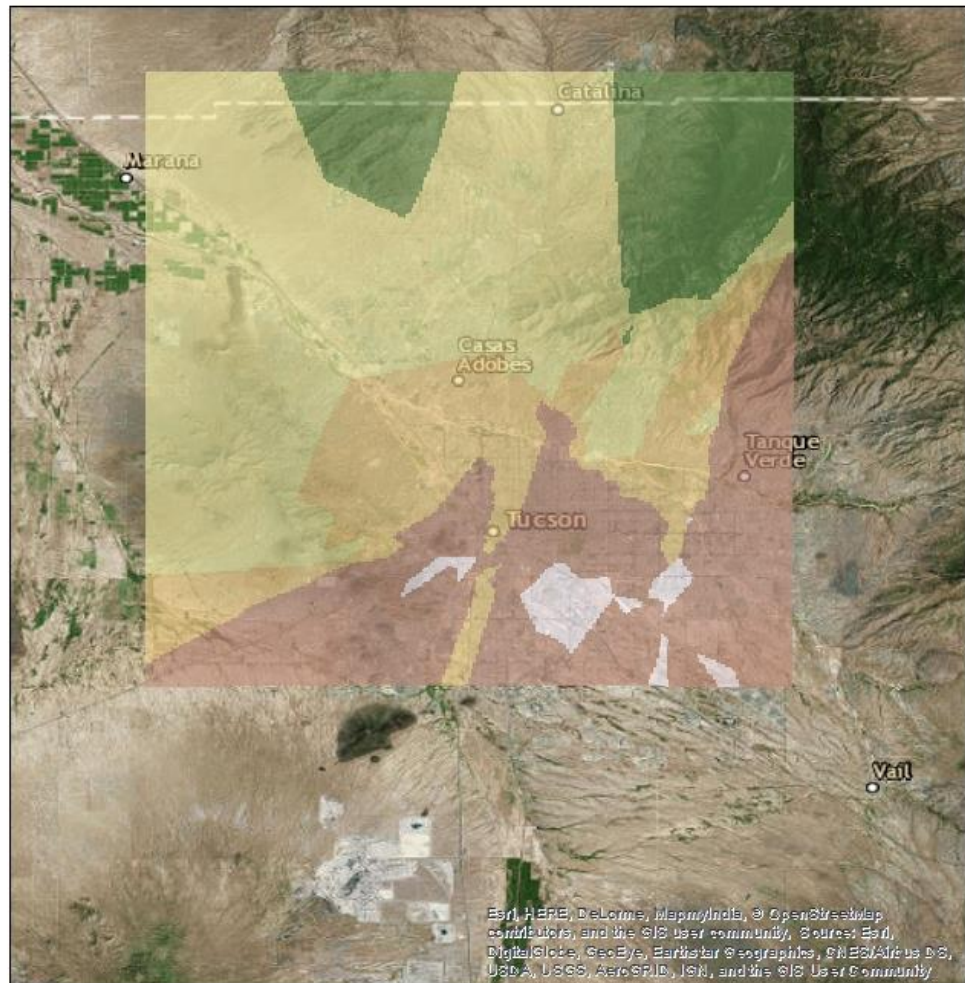 Catalina
Marana
Casas
Adobes
Tanque
Verde
Tucson
Vail
Esri, HERE, DeLorme, MapmyIndia, © OpenStreetMap
contributors, and the GIS user community, Source: Esri,
DigitalGlobe, GeoEye, Earthstar Geographics, CNES/Airbus DS,
USDA, USGS, AeroGRID, IGN, and the GIS User Community